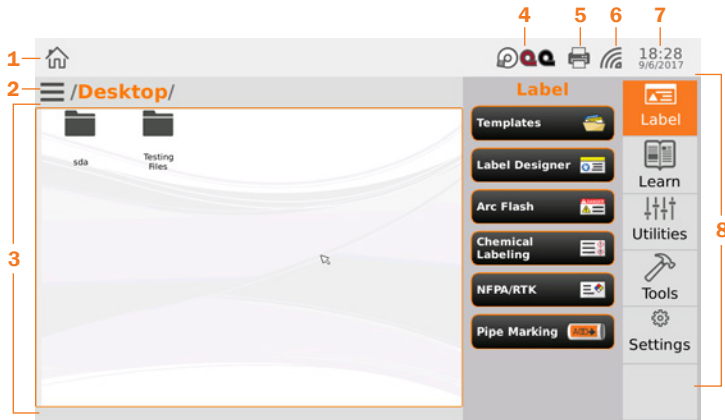 4 5 6 7
1
18:28
9/6/2017
2
/Desktop/
Label
3
sda
Testing
Files
Templates
Label Designer
Arc Flash
Chemical
Labeling
NFPA/RTK
Pipe Marking
Label
Learn
Utilities
Tools
Settings
8